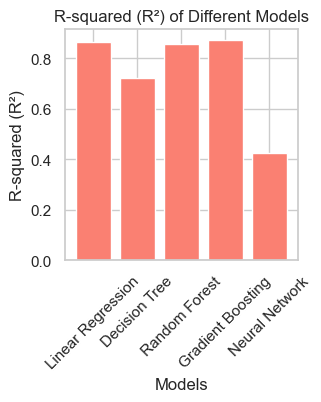 R-squared (R²) of Different Models
R-squared (R²)
0.8
0.6
0.4
0.2
0.0
Linear Regression
Decision Tree
Random Forest
Gradient Boosting
Neural Network
Models